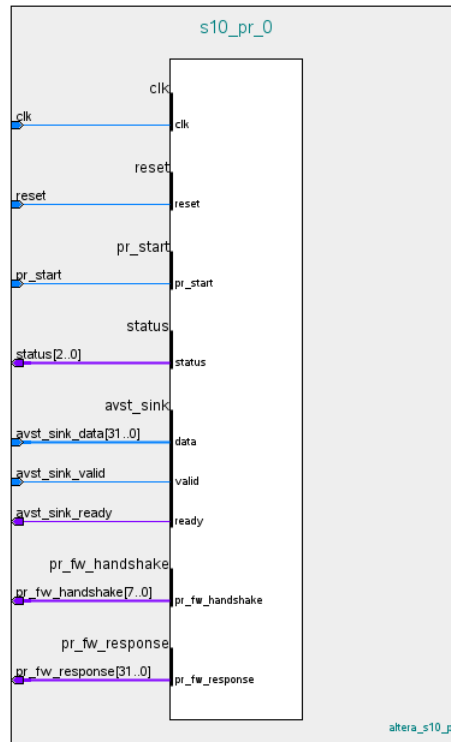 s10_pr_0
clk
clk
clk
reset
reset
reset
pr_start
pr_start
pr_start
status
status[2..0]
status
avst_sink
avst_sink_data[31..0]
data
avst_sink_valid
valid
avst_sink_ready
ready
pr_fw_handshake
pr_fw_handshake[7..0]
pr_fw_handshake
pr_fw_response
pr_fw_response[31..0]
pr_fw_response
altera_s10_p